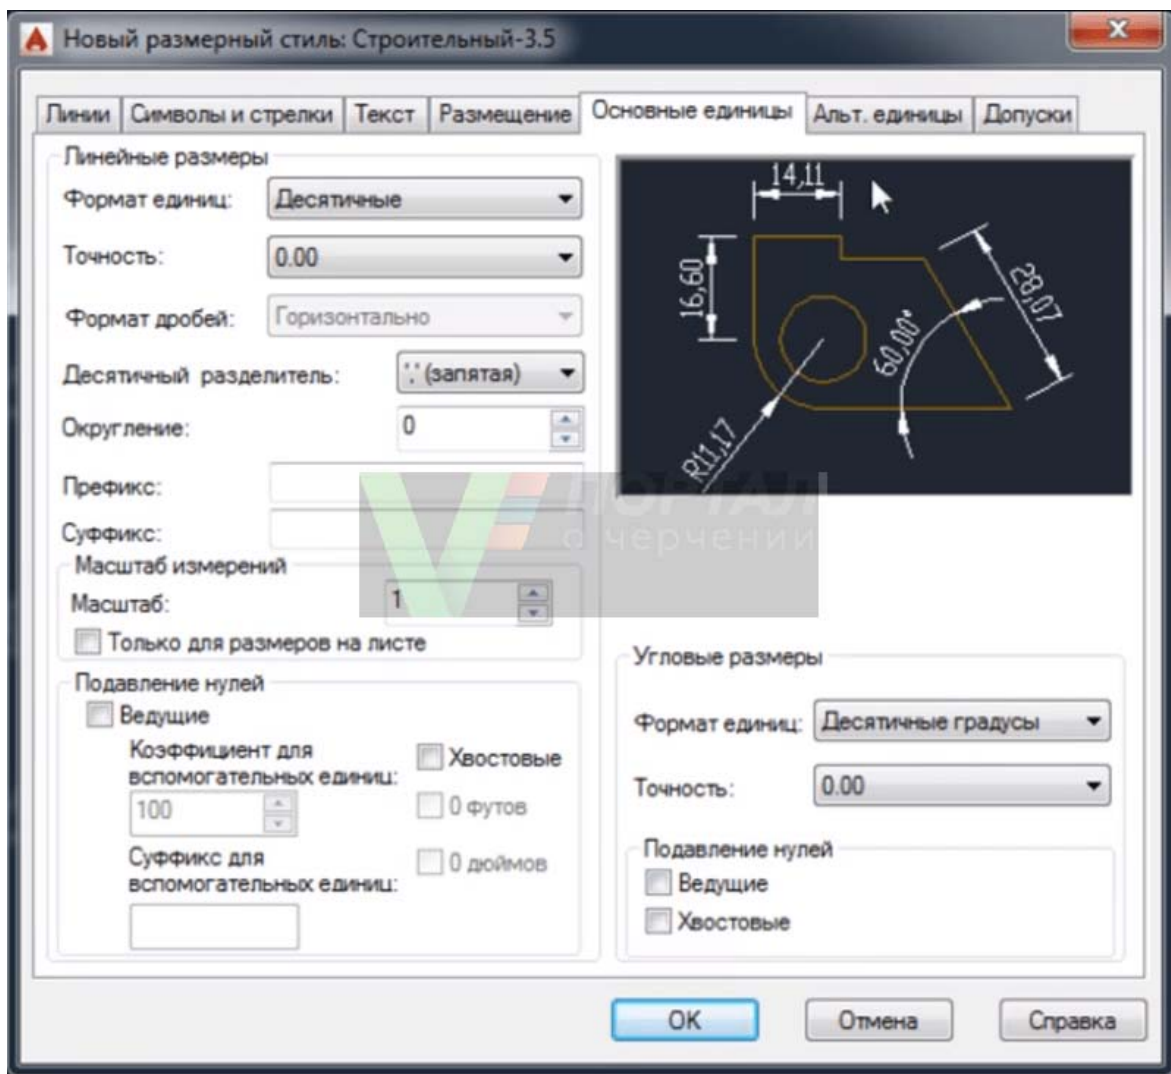 Новый размерный стиль: Строительный-3.5
Линии
Символы и стрелки
Текст
Размещение
Основные единицы
Альт. единицы
Допуски
Линейные размеры
Формат единиц: Десятичные
Точность: 0.00
Формат дробей: Горизонтально
Десятичный разделитель: ',' (запятая)
Округление: 0
Префикс:
Суффикс:
Масштаб измерений
Масштаб: 1
Только для размеров на листе
Подавление нулей
Ведущие
Коэффициент для
вспомогательных единиц:
100
Суффикс для
вспомогательных единиц:
Хвостовые
0 футов
0 дюймов
14,11
16,60
28,07
60,00°
R11,17
ПОРТАЛ
о черчении
Угловые размеры
Формат единиц: Десятичные градусы
Точность: 0.00
Подавление нулей
Ведущие
Хвостовые
OK
Отмена
Справка